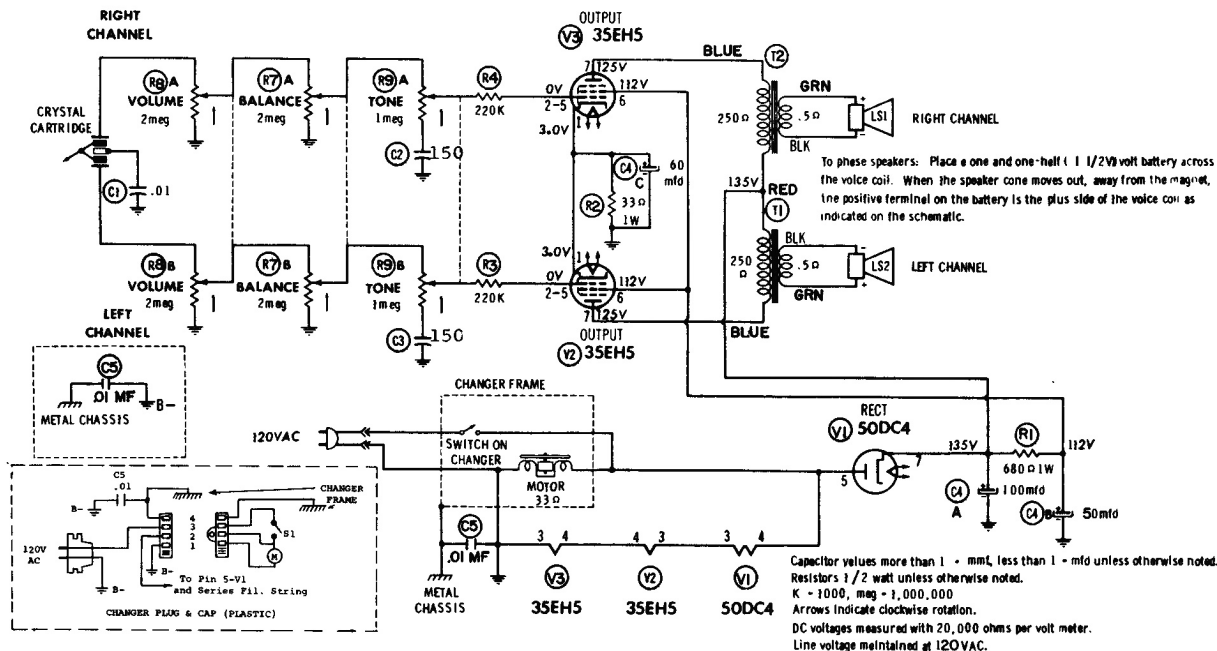 RIGHT
CHANNEL
OUTPUT
V3 35EH5
R8 A
VOLUME
2meg
R7 A
BALANCE
2meg
R9 A
TONE
1meg
R4
220K
0V
2-5
7 125V
112V
6
1
3.0V
BLUE
T2
250Ω
GRN
.5Ω
BLK
LS1
RIGHT CHANNEL
CRYSTAL
CARTRIDGE
C1 .01
C2 150
C4
C
60
mfd
R2
33Ω
1W
To phese speakers: Place e one and one-half ( 1 1/2V) volt battery across
the voice coil. When the speaker cone moves out, away from the magnet,
the positive ferminel on the battery is the plus side of the voice coil as
indicated on the schematic.
135V
RED
T1
R8 B
VOLUME
2meg
R7 B
BALANCE
2meg
R9 B
TONE
1meg
R3
220K
3.0V
1
0V
2-5
112V
6
7 125V
250
Ω
BLK
.5Ω
GRN
LS2
LEFT CHANNEL
BLUE
LEFT
CHANNEL
C3 150
OUTPUT
V2 35EH5
C5
.01 MF
METAL CHASSIS
B-
CHANGER FRAME
120VAC
SWITCH ON
CHANGER
MOTOR
33Ω
RECT
V1 50DC4
5
7
135V
R1
680Ω 1W
112V
C4
A
100mfd
C4 B
50mfd
C5
.01
B-
CHANGER
FRAME
4
3
2
1
S1
M
120V
AC
B-
B-
To Pin 5-V1
and Series Fil. String
CHANGER PLUG & CAP (PLASTIC)
C5
.01 MF
METAL
CHASSIS
3 4
V3
35EH5
4 3
V2
35EH5
3 4
V1
50DC4
Capacitor values more than 1 - mmf, less than 1 - mfd unless otherwise noted.
Resistors 1/2 watt unless otherwise noted.
K - 1000, meg - 1,000,000
Arrows indicate clockwise rotation.
DC voltages measured with 20,000 ohms per volt meter.
Line voltage meintained at 120VAC.